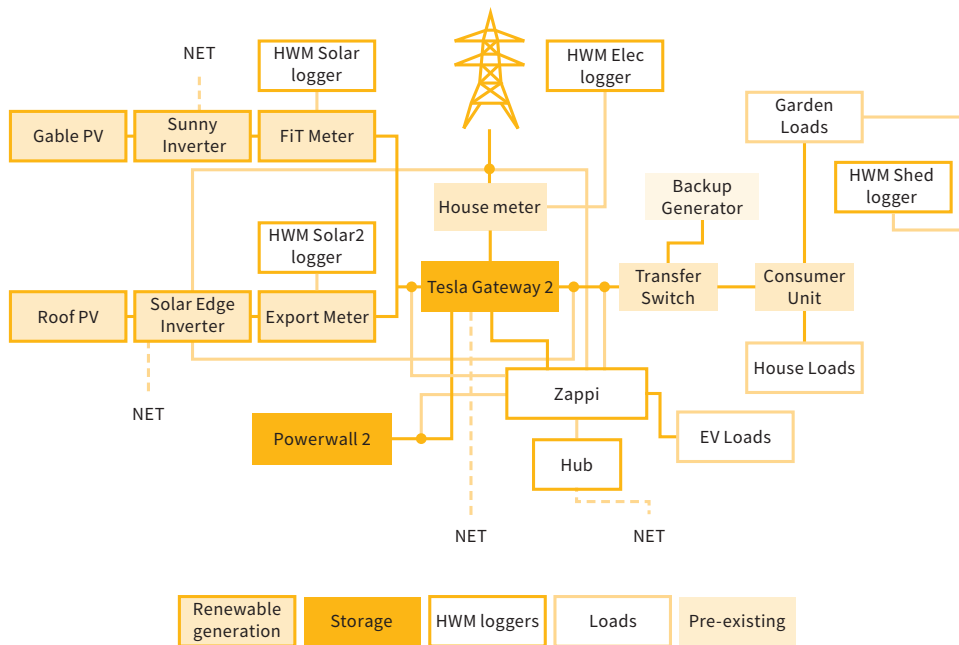 NET
HWM Solar
logger
HWM Elec
logger
Garden
Loads
Gable PV
Sunny
Inverter
FiT Meter
HWM Shed
logger
House meter
Backup
Generator
HWM Solar2
logger
Tesla Gateway 2
Transfer
Switch
Consumer
Unit
Roof PV
Solar Edge
Inverter
Export Meter
House Loads
Zappi
NET
Powerwall 2
EV Loads
Hub
NET
NET
Renewable
generation
Storage
HWM loggers
Loads
Pre-existing